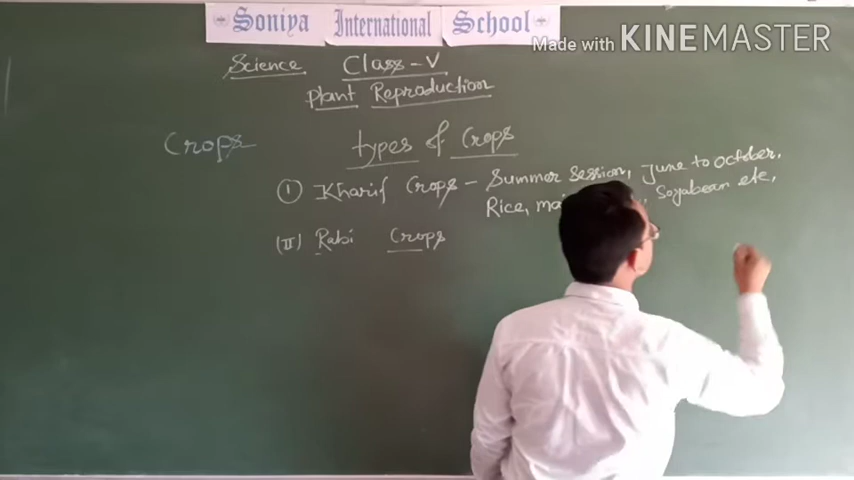 Soniya International School
Made with KINEMASTER
Science Class-V
Plant Reproduction
Crops types of Crops
(1) Kharif Crops - Summer Session, June to october.
Rice, Soyabean etc,
(II) Rabi Crops